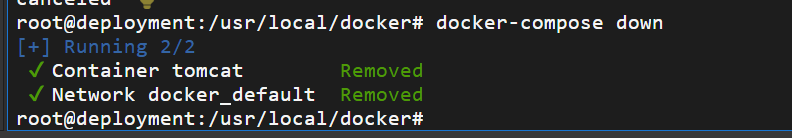 canceled
root@deployment:/usr/local/docker# docker-compose down
[+] Running 2/2
✔ Container tomcat Removed
✔ Network docker_default Removed
root@deployment:/usr/local/docker#